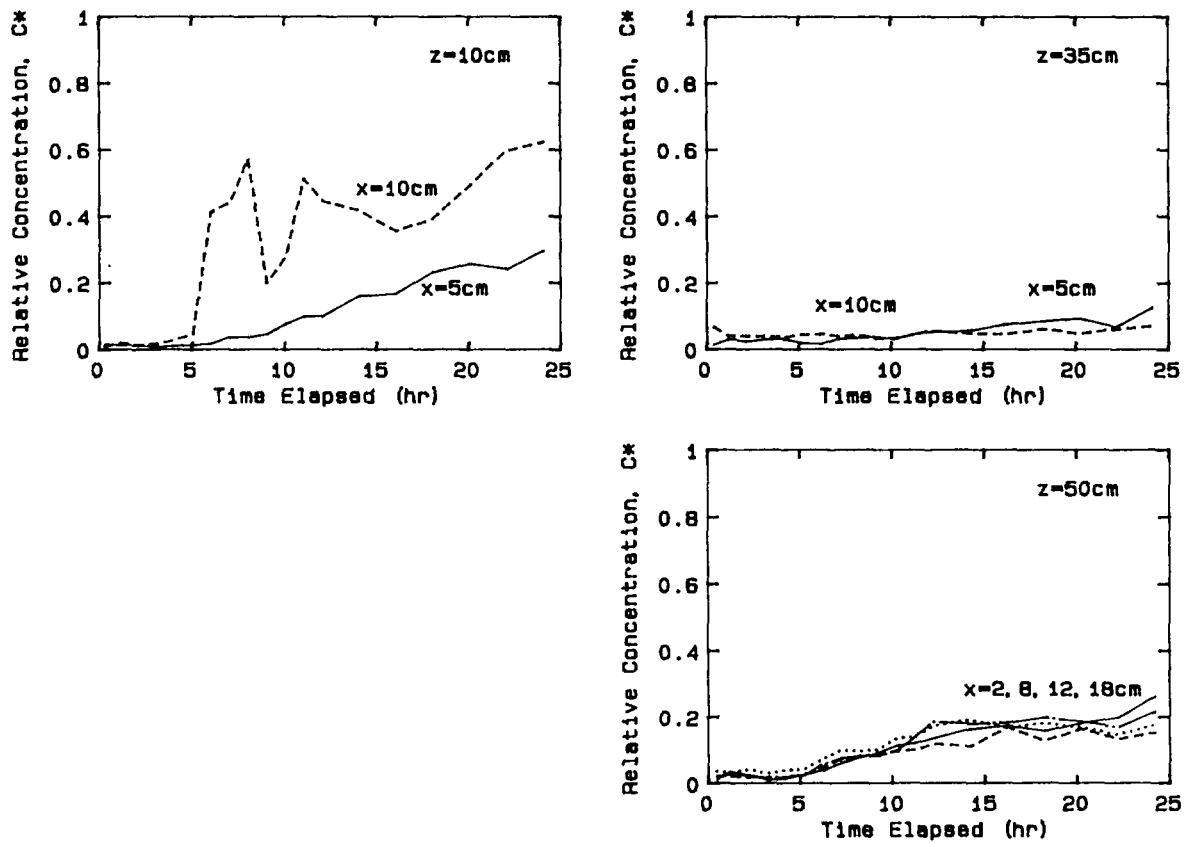 Relative Concentration, C*
1
0.8
0.6
0.4
0.2
0
z=10cm
x=10cm
x=5cm
0 5 10 15 20 25
Time Elapsed (hr)
Relative Concentration, C*
1
0.8
0.6
0.4
0.2
0
z=35cm
x=10cm
x=5cm
0 5 10 15 20 25
Time Elapsed (hr)
Relative Concentration, C*
1
0.8
0.6
0.4
0.2
0
z=50cm
x=2, 8, 12, 18cm
0 5 10 15 20 25
Time Elapsed (hr)